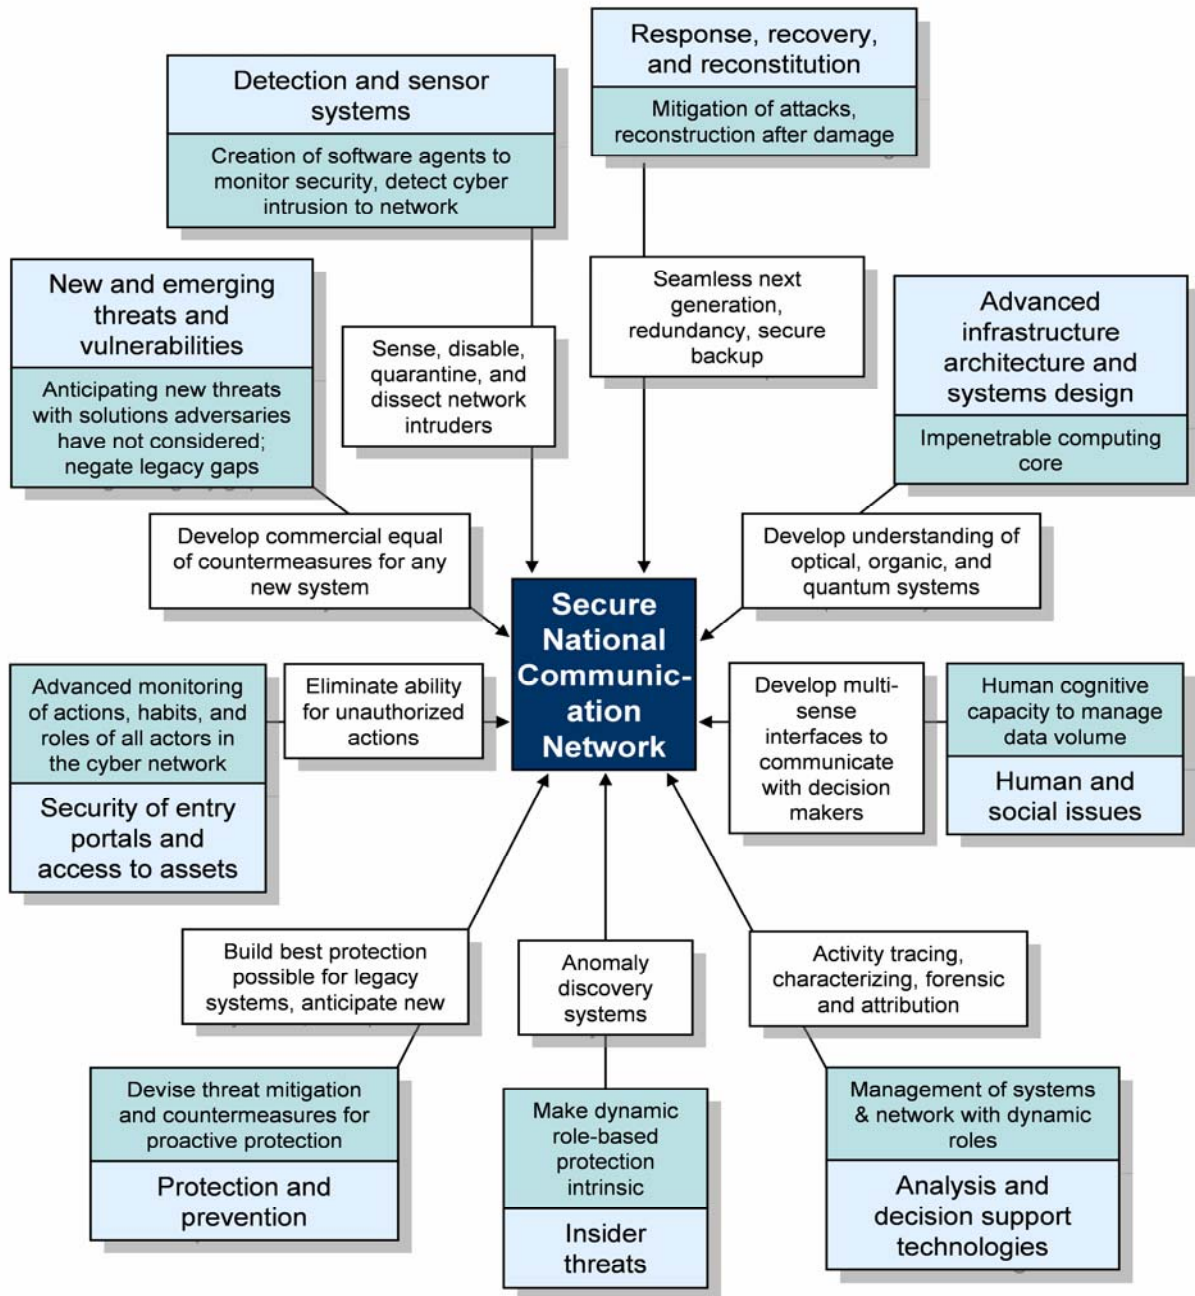 Response, recovery,
and reconstitution
Mitigation of attacks,
reconstruction after damage
Detection and sensor
systems
Creation of software agents to
monitor security, detect cyber
intrusion to network
New and emerging
threats and
vulnerabilities
Anticipating new threats
with solutions adversaries
have not considered;
negate legacy gaps
Sense, disable,
quarantine, and
dissect network
intruders
Seamless next
generation,
redundancy, secure
backup
Advanced
infrastructure
architecture and
systems design
Impenetrable computing
core
Develop commercial equal
of countermeasures for any
new system
Develop understanding of
optical, organic, and
quantum systems
Secure
National
Communic-
ation
Network
Advanced monitoring
of actions, habits, and
roles of all actors in
the cyber network
Security of entry
portals and
access to assets
Eliminate ability
for unauthorized
actions
Develop multi-
sense
interfaces to
communicate
with decision
makers
Human cognitive
capacity to manage
data volume
Human and
social issues
Build best protection
possible for legacy
systems, anticipate new
Anomaly
discovery
systems
Activity tracing,
characterizing, forensic
and attribution
Devise threat mitigation
and countermeasures for
proactive protection
Protection and
prevention
Make dynamic
role-based
protection
intrinsic
Insider
threats
Management of systems
& network with dynamic
roles
Analysis and
decision support
technologies